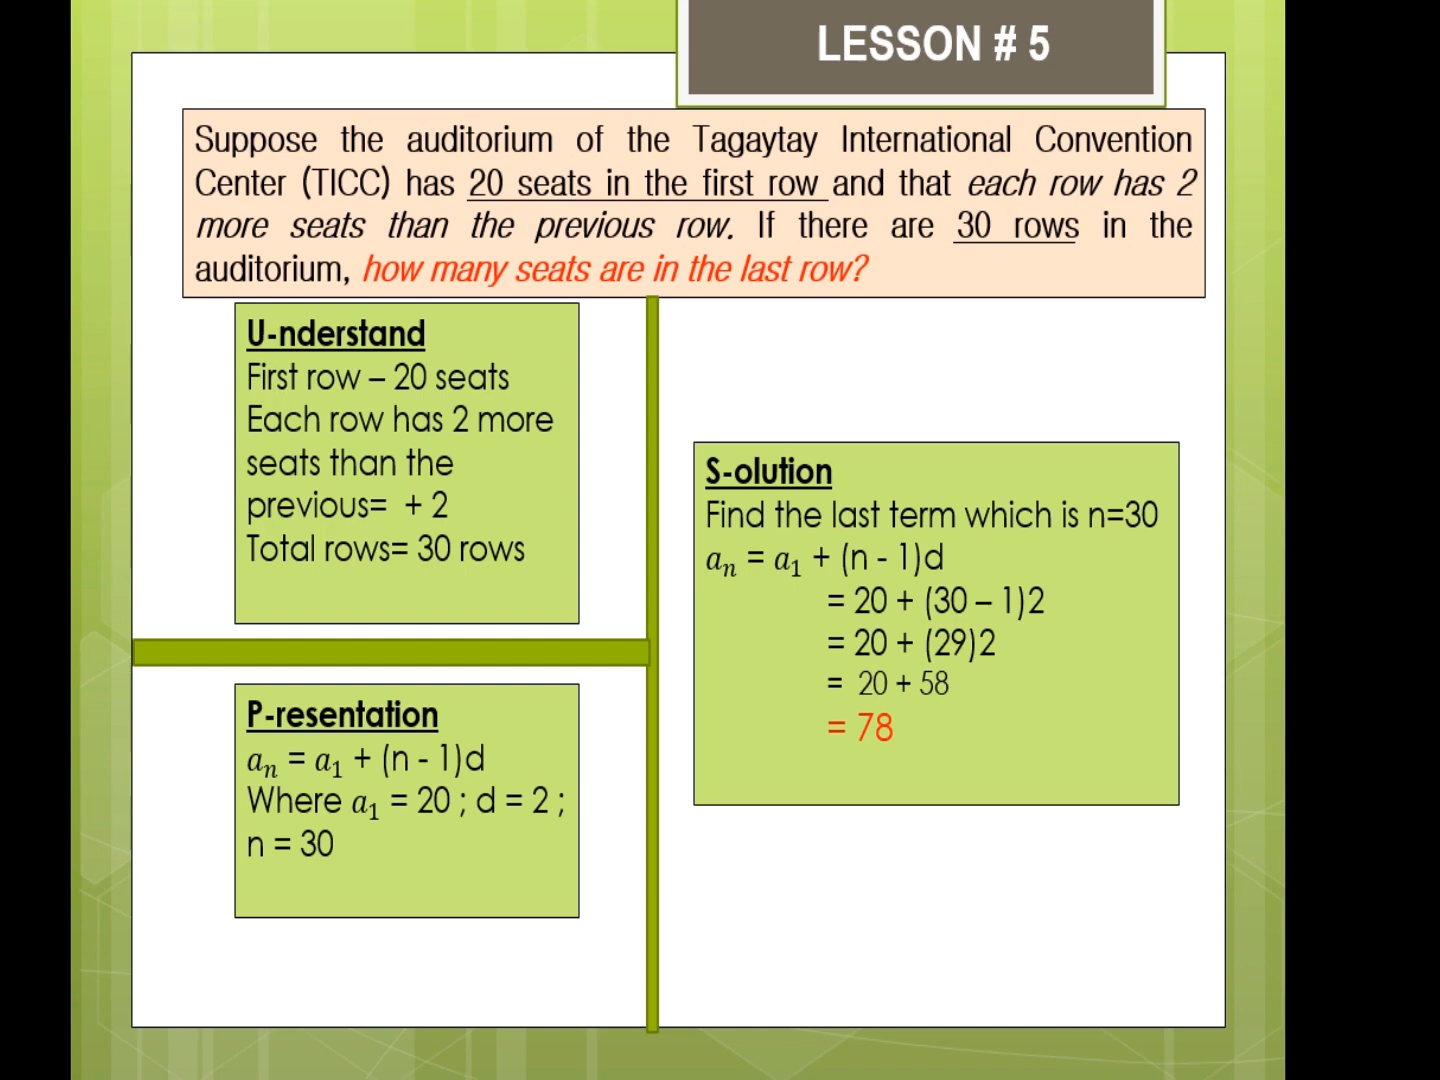 LESSON # 5
Suppose the auditorium of the Tagaytay International Convention
Center (TICC) has 20 seats in the first row and that each row has 2
more seats than the previous row. If there are 30 rows in the
auditorium, how many seats are in the last row?
U-nderstand
First row – 20 seats
Each row has 2 more
seats than the
previous= + 2
Total rows= 30 rows
P-resentation
aₙ = a₁ + (n - 1)d
Where a₁ = 20 ; d = 2 ;
n = 30
S-olution
Find the last term which is n=30
aₙ = a₁ + (n - 1)d
= 20 + (30 – 1)2
= 20 + (29)2
= 20 + 58
= 78